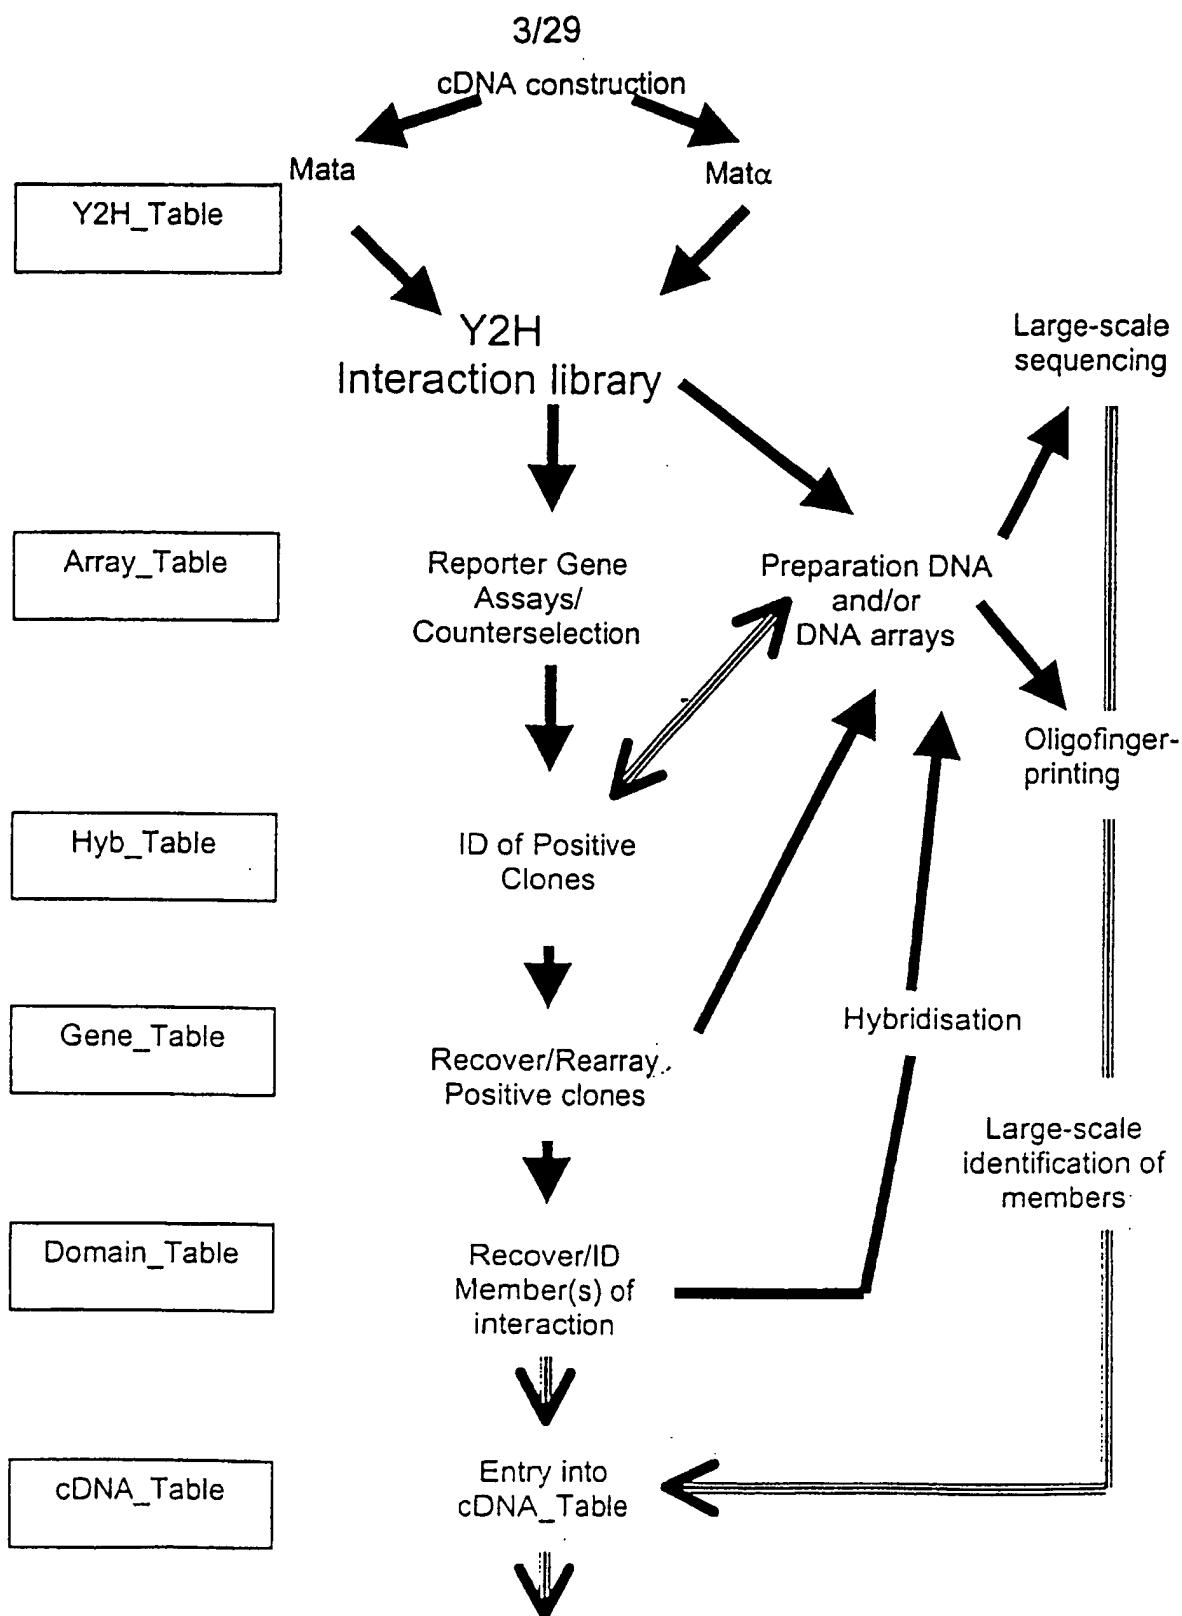 3/29
cDNA construction
Mata
Matα
Y2H_Table
Y2H
Interaction library
Large-scale
sequencing
Array_Table
Reporter Gene
Assays/
Counterselection
Preparation DNA
and/or
DNA arrays
Oligofinger-
printing
Hyb_Table
ID of Positive
Clones
Gene_Table
Hybridisation
Recover/Rearray
Positive clones
Large-scale
identification of
members
Domain_Table
Recover/ID
Member(s) of
interaction
cDNA_Table
Entry into
cDNA_Table